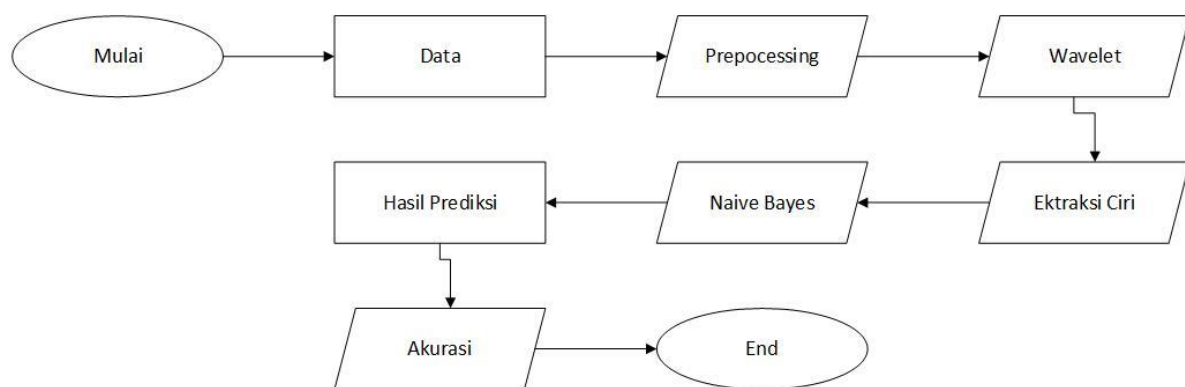 Mulai
Data
Prepocessing
Wavelet
Ektraksi Ciri
Naive Bayes
Hasil Prediksi
Akurasi
End